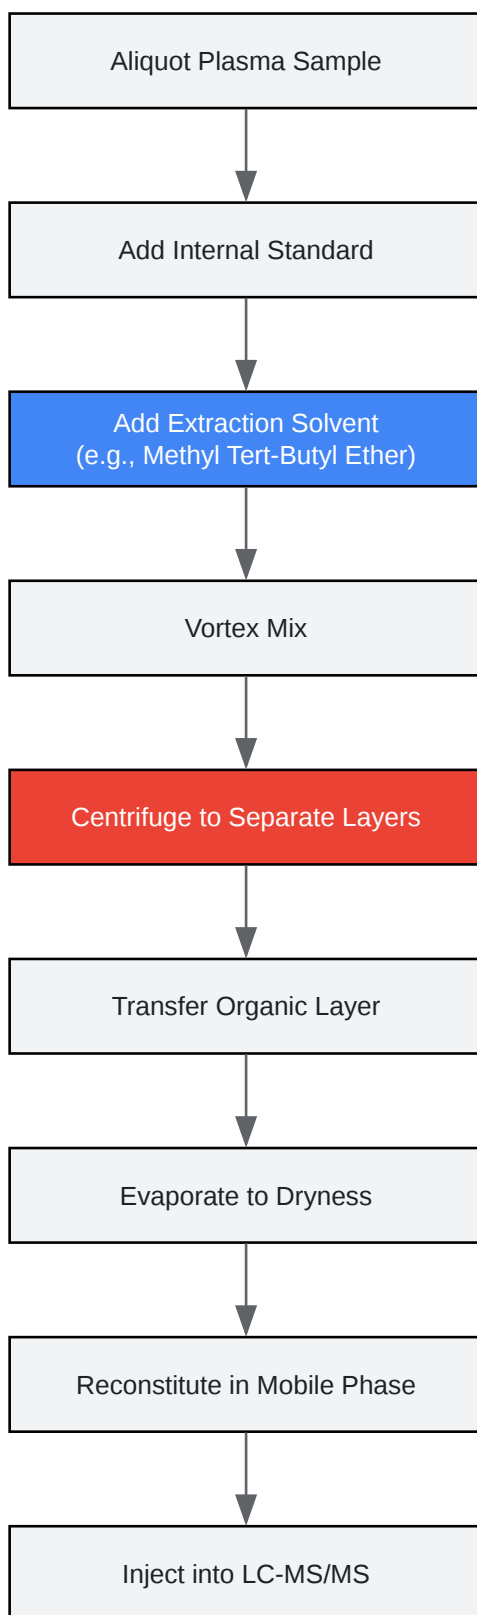 Aliquot Plasma Sample
Add Internal Standard
Add Extraction Solvent
(e.g., Methyl Tert-Butyl Ether)
Vortex Mix
Centrifuge to Separate Layers
Transfer Organic Layer
Evaporate to Dryness
Reconstitute in Mobile Phase
Inject into LC-MS/MS